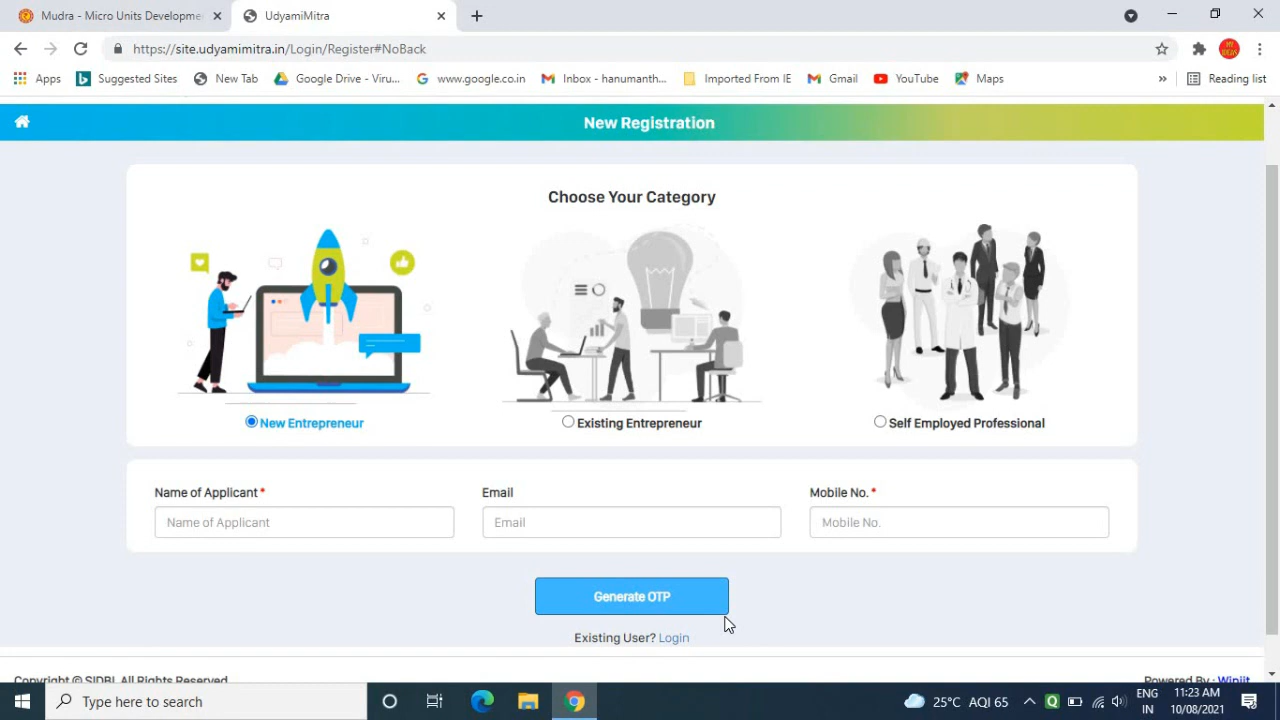 Mudra - Micro Units Developme
UdyamiMitra
https://site.udyamimitra.in/Login/Register#NoBack
Apps
Suggested Sites
New Tab
Google Drive - Viru...
www.google.co.in
Inbox - hanumanth...
Imported From IE
Gmail
YouTube
Maps
»
Reading list
New Registration
Choose Your Category
New Entrepreneur
Existing Entrepreneur
Self Employed Professional
Name of Applicant *
Email
Mobile No. *
Name of Applicant
Email
Mobile No.
Generate OTP
Existing User? Login
Copyright © SIDBI. All Rights Reserved
Powered By : Winjit
Type here to search
25°C AQI 65
ENG
IN
11:23 AM
10/08/2021